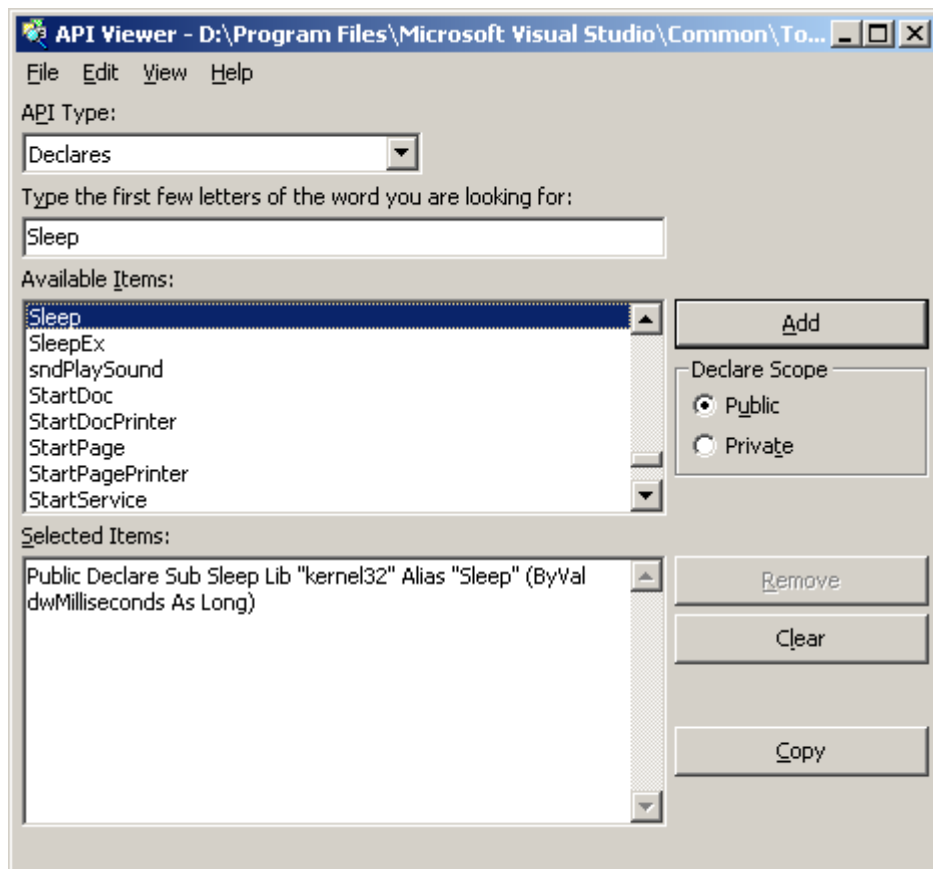 API Viewer - D:\Program Files\Microsoft Visual Studio\Common\To...
File Edit View Help
API Type:
Declares
Type the first few letters of the word you are looking for:
Sleep
Available Items:
Sleep
SleepEx
sndPlaySound
StartDoc
StartDocPrinter
StartPage
StartPagePrinter
StartService
Add
Declare Scope
Public
Private
Selected Items:
Public Declare Sub Sleep Lib "kernel32" Alias "Sleep" (ByVal
dwMilliseconds As Long)
Remove
Clear
Copy